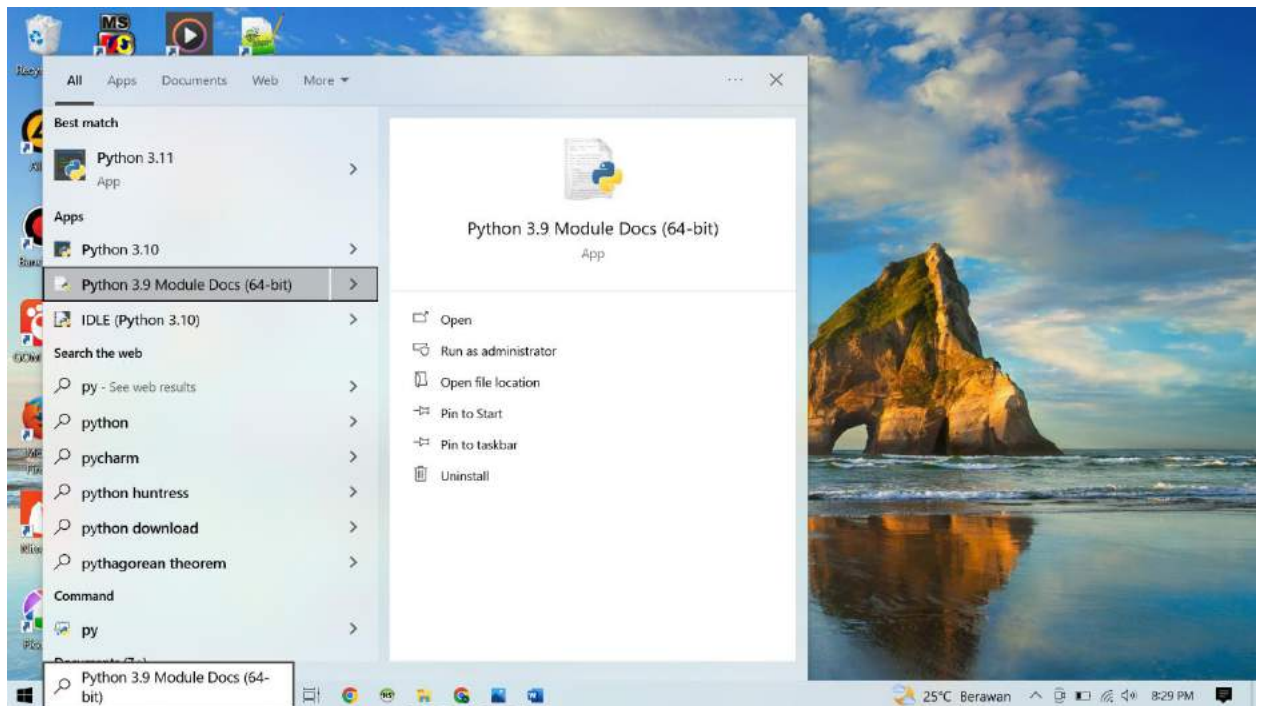 MS
All Apps Documents Web More
Best match
Python 3.11
App
Apps
Python 3.10
Python 3.9 Module Docs (64-bit)
IDLE (Python 3.10)
Search the web
py - See web results
python
pycharm
python huntress
python download
pythagorean theorem
Command
py
Python 3.9 Module Docs (64-bit)
App
Open
Run as administrator
Open file location
Pin to Start
Pin to taskbar
Uninstall
Python 3.9 Module Docs (64-
bit)
25°C Berawan
8:29 PM